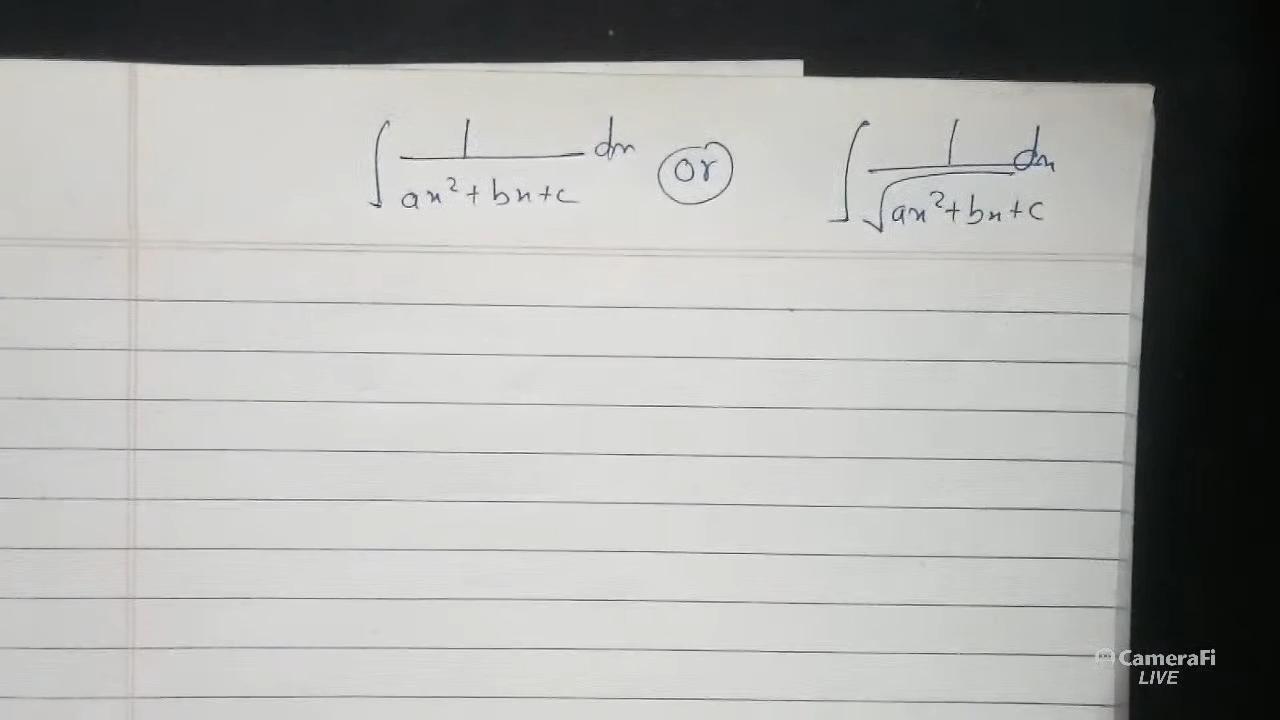 ∫ 1/(ax²+bx+c) dx or ∫ 1/√(ax²+bx+c) dx
CameraFi
LIVE